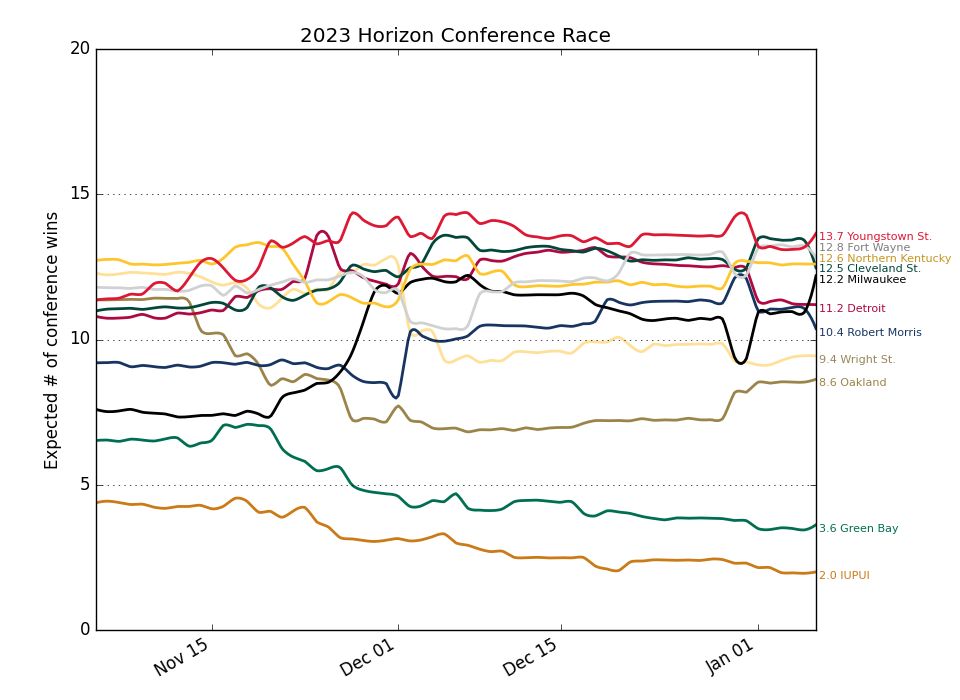 2023 Horizon Conference Race
Expected # of conference wins
20
15
10
5
0
Nov 15
Dec 01
Dec 15
Jan 01
13.7 Youngstown St.
12.8 Fort Wayne
12.6 Northern Kentucky
12.5 Cleveland St.
12.2 Milwaukee
11.2 Detroit
10.4 Robert Morris
9.4 Wright St.
8.6 Oakland
3.6 Green Bay
2.0 IUPUI